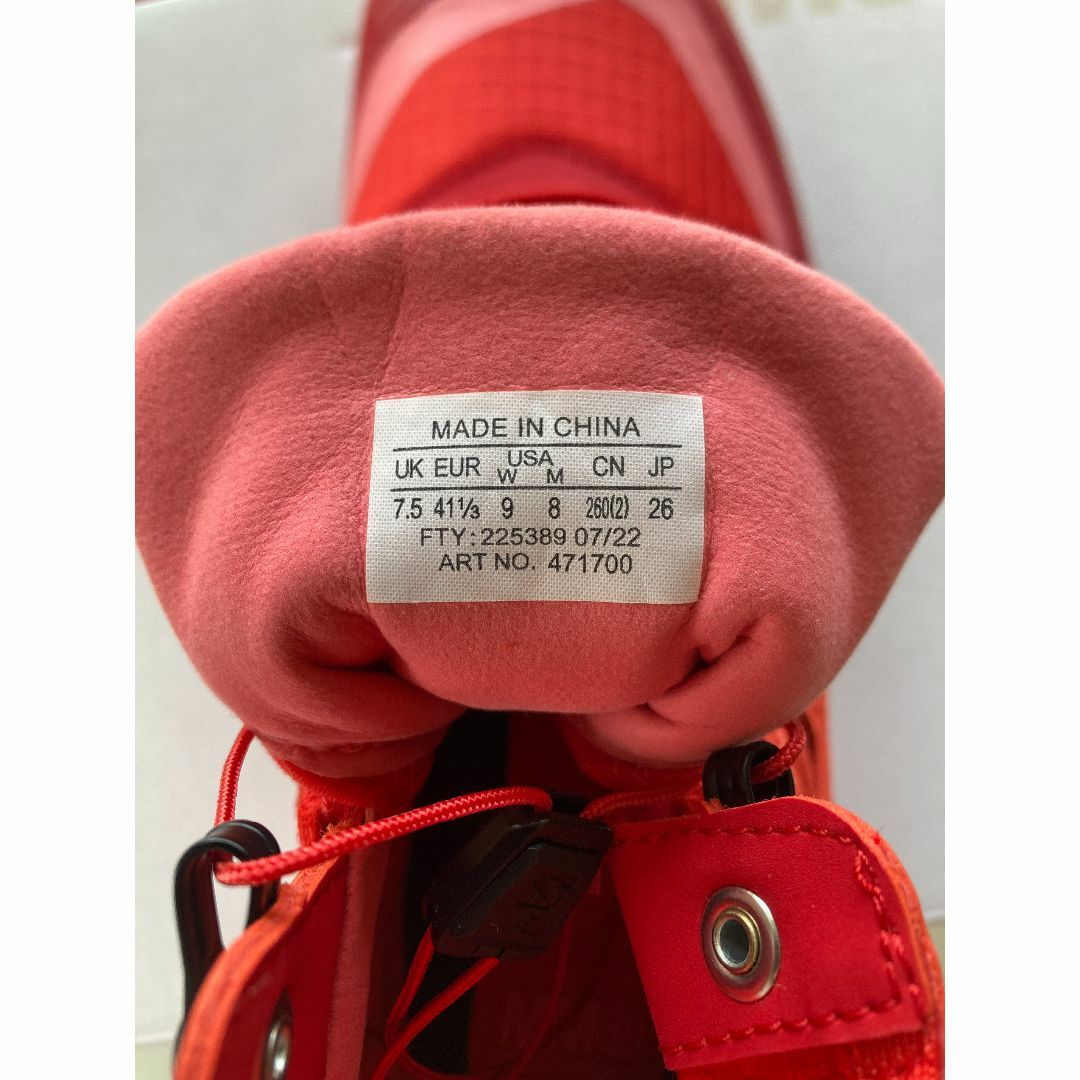 MADE IN CHINA
UK EUR USA W M CN JP
7.5 41⅓ 9 8 260(2) 26
FTY: 225389 07/22
ART NO. 471700